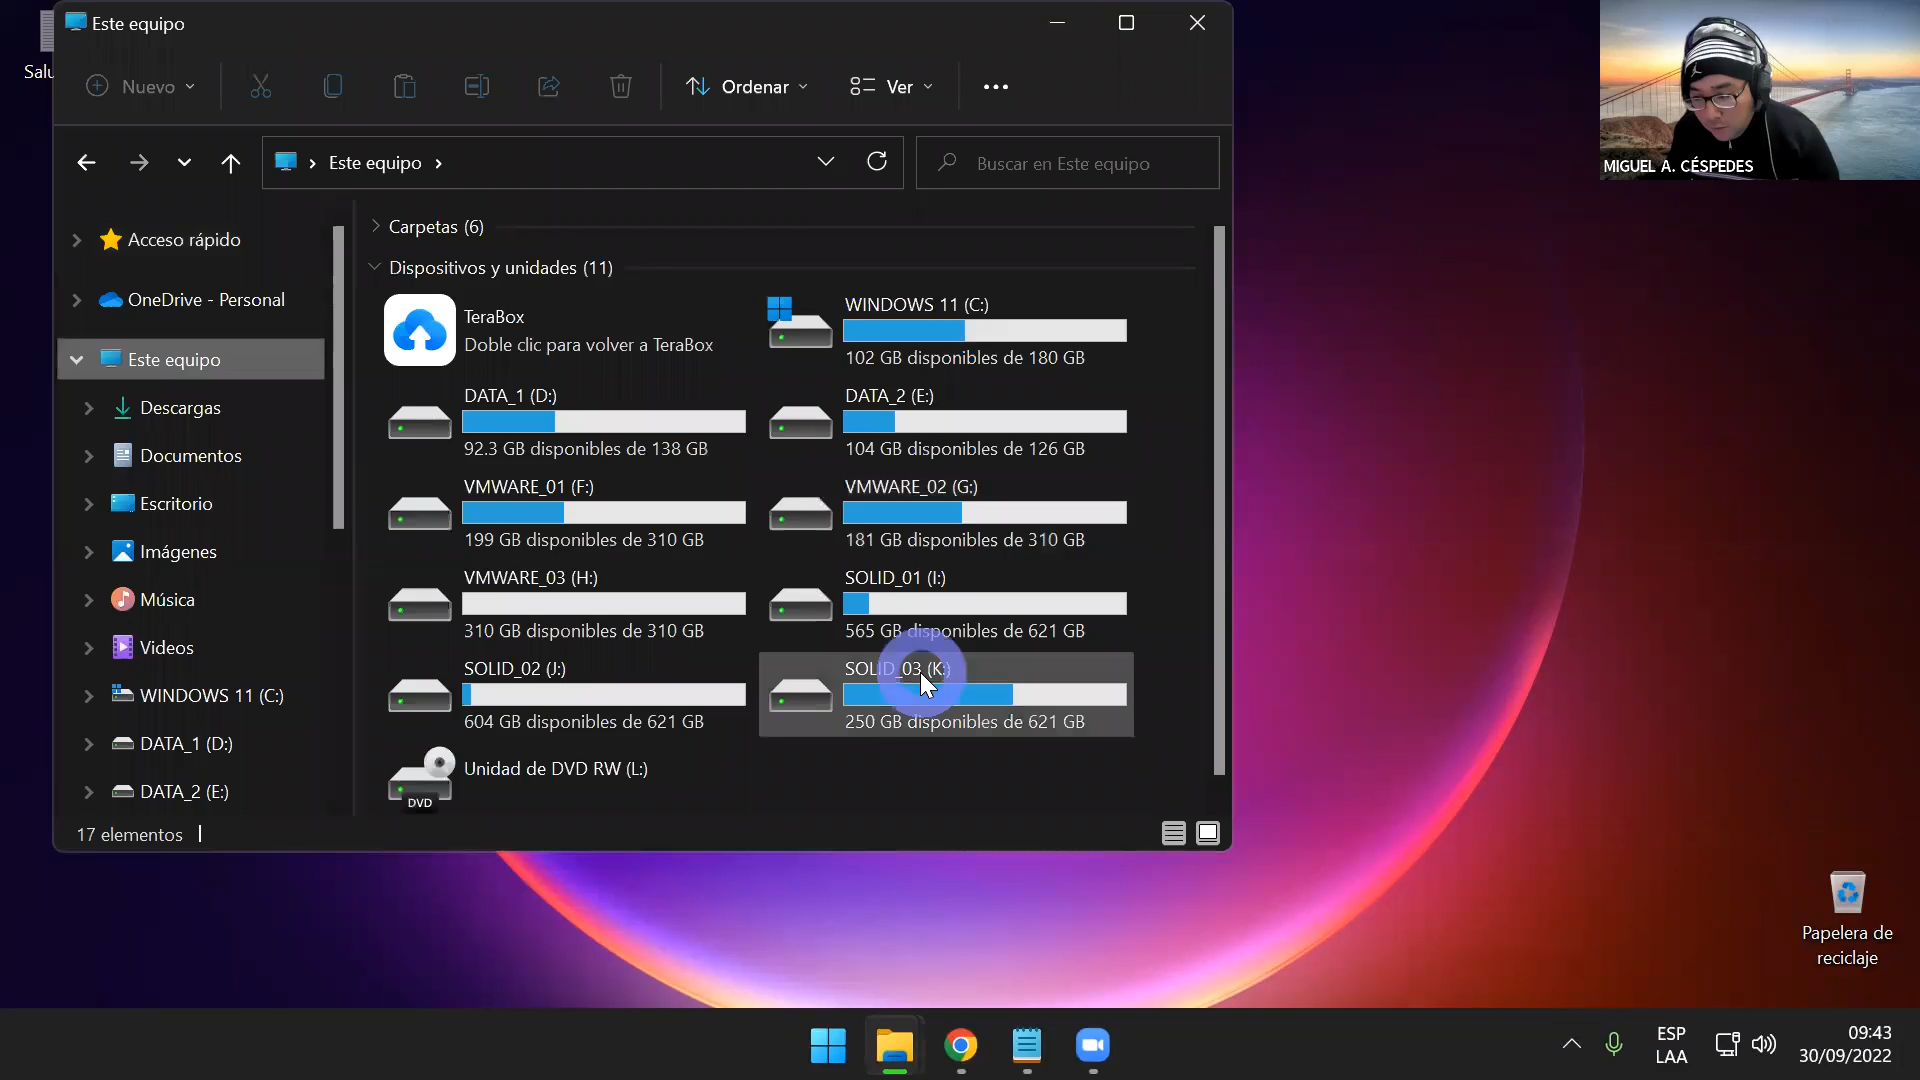 Este equipo
Salu
Nuevo
Ordenar
Ver
Este equipo
Buscar en Este equipo
MIGUEL A. CÉSPEDES
Acceso rápido
OneDrive - Personal
Este equipo
Descargas
Documentos
Escritorio
Imágenes
Música
Videos
WINDOWS 11 (C:)
DATA_1 (D:)
DATA_2 (E:)
Carpetas (6)
Dispositivos y unidades (11)
TeraBox
Doble clic para volver a TeraBox
WINDOWS 11 (C:)
102 GB disponibles de 180 GB
DATA_1 (D:)
92.3 GB disponibles de 138 GB
DATA_2 (E:)
104 GB disponibles de 126 GB
VMWARE_01 (F:)
199 GB disponibles de 310 GB
VMWARE_02 (G:)
181 GB disponibles de 310 GB
VMWARE_03 (H:)
310 GB disponibles de 310 GB
SOLID_01 (I:)
565 GB disponibles de 621 GB
SOLID_02 (J:)
604 GB disponibles de 621 GB
SOLID_03 (K:)
250 GB disponibles de 621 GB
Unidad de DVD RW (L:)
DVD
17 elementos
Papelera de
reciclaje
ESP
LAA
09:43
30/09/2022